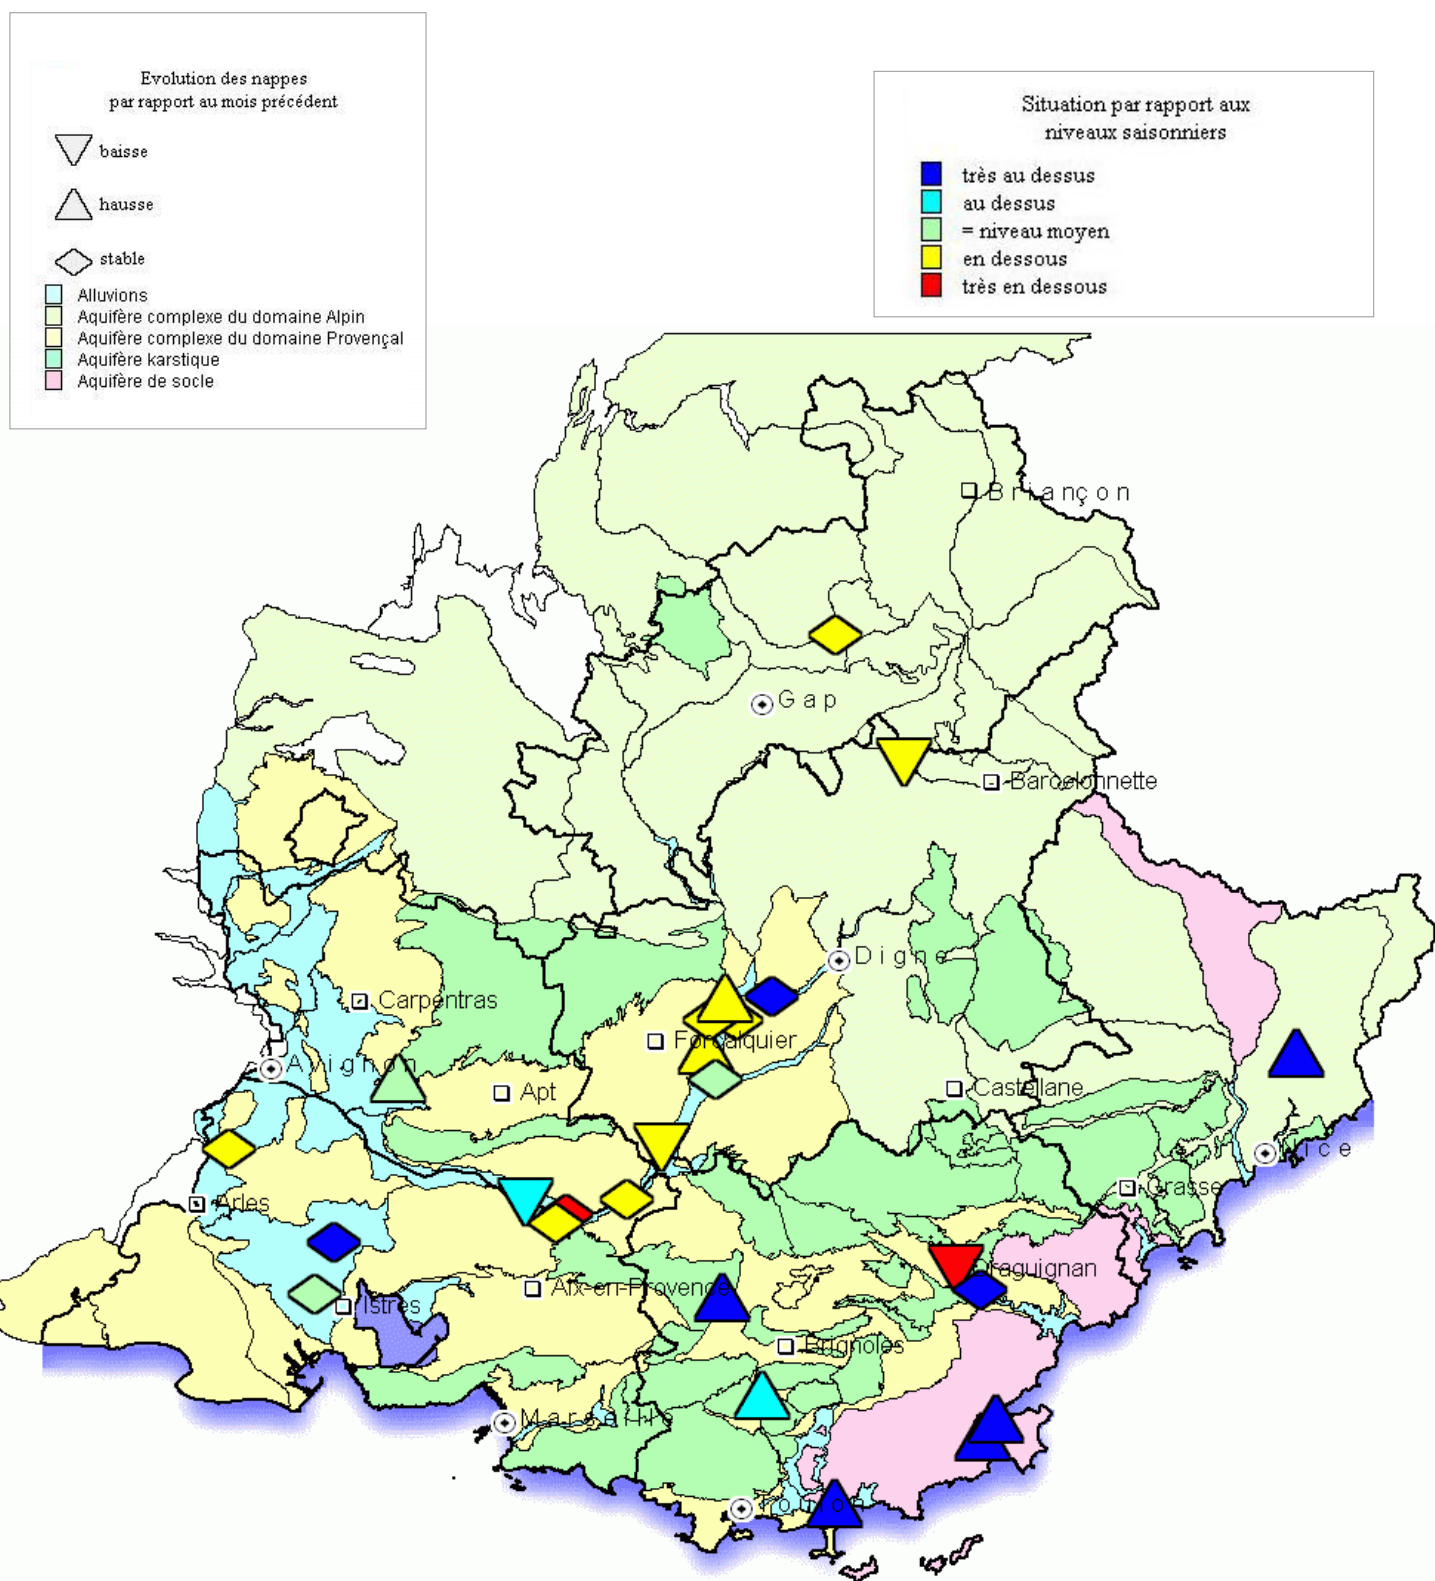 Evolution des nappes
par rapport au mois précédent
baisse
hausse
stable
Alluvions
Aquifère complexe du domaine Alpin
Aquifère complexe du domaine Provençal
Aquifère karstique
Aquifère de socle
Situation par rapport aux
niveaux saisonniers
très au dessus
au dessus
= niveau moyen
en dessous
très en dessous
Briançon
Gap
Barcelonnette
Digne
Carpentras
Forcalquier
Avignon
Apt
Castellane
Nice
Grasse
Arles
Draguignan
Aix-en-Provence
Istres
Brignoles
Marseille
Toulon